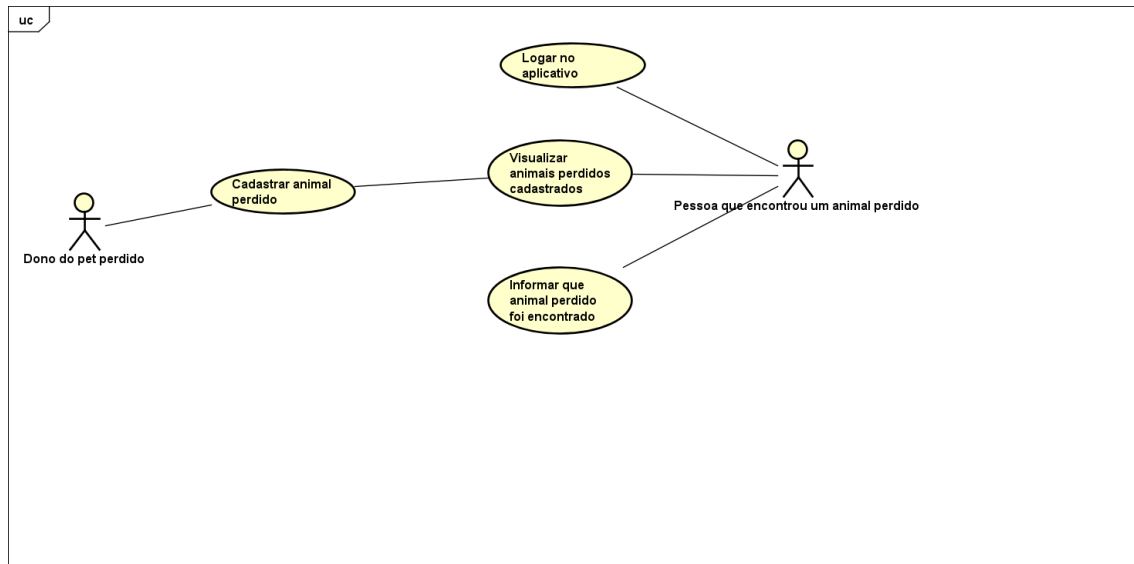 uc
Logar no
aplicativo
Visualizar
animais perdidos
cadastrados
Cadastrar animal
perdido
Pessoa que encontrou um animal perdido
Dono do pet perdido
Informar que
animal perdido
foi encontrado